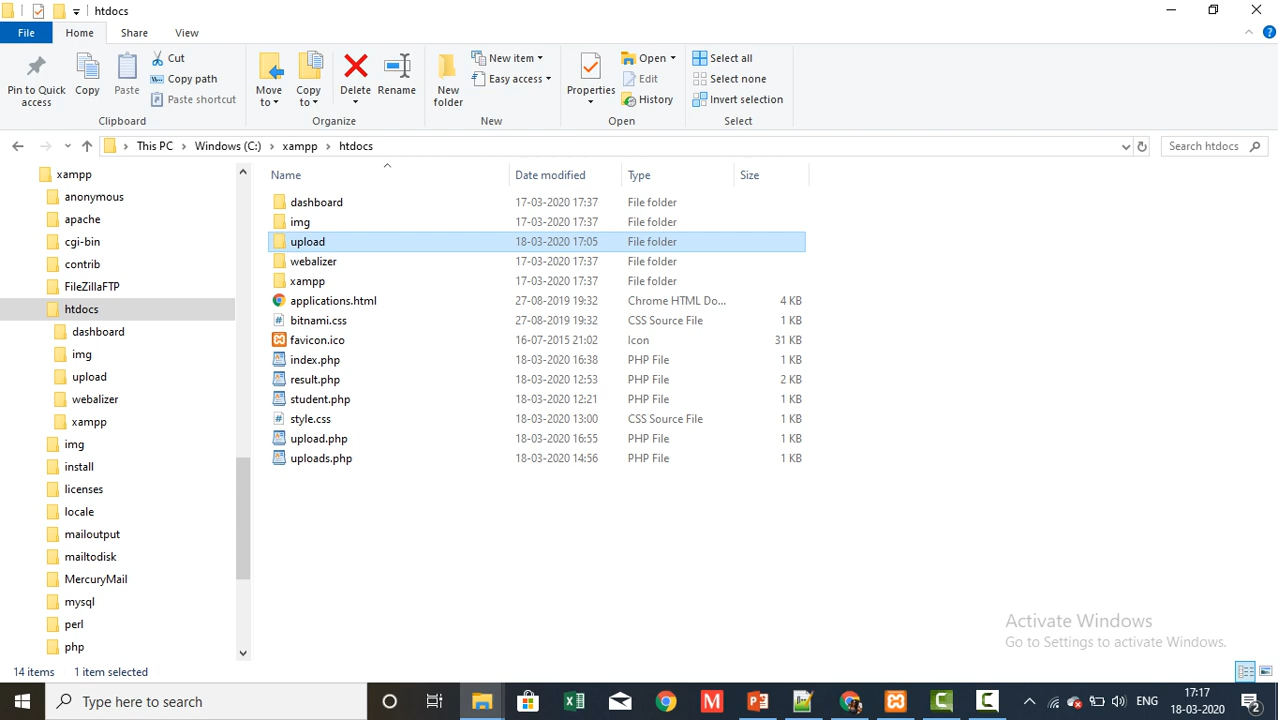 htdocs
File Home Share View
Pin to Quick access
Copy
Paste
Cut
Copy path
Paste shortcut
Clipboard
Move to
Copy to
Delete
Rename
Organize
New folder
New item
Easy access
New
Properties
Open
Edit
History
Open
Select all
Select none
Invert selection
Select
This PC Windows (C:) xampp htdocs
Search htdocs
xampp
anonymous
apache
cgi-bin
contrib
FileZillaFTP
htdocs
dashboard
img
upload
webalizer
xampp
img
install
licenses
locale
mailoutput
mailtodisk
MercuryMail
mysql
perl
php
Name Date modified Type Size
dashboard 17-03-2020 17:37 File folder
img 17-03-2020 17:37 File folder
upload 18-03-2020 17:05 File folder
webalizer 17-03-2020 17:37 File folder
xampp 17-03-2020 17:37 File folder
applications.html 27-08-2019 19:32 Chrome HTML Do... 4 KB
bitnami.css 27-08-2019 19:32 CSS Source File 1 KB
favicon.ico 16-07-2015 21:02 Icon 31 KB
index.php 18-03-2020 16:38 PHP File 1 KB
result.php 18-03-2020 12:53 PHP File 2 KB
student.php 18-03-2020 12:21 PHP File 1 KB
style.css 18-03-2020 13:00 CSS Source File 1 KB
upload.php 18-03-2020 16:55 PHP File 1 KB
uploads.php 18-03-2020 14:56 PHP File 1 KB
Activate Windows
Go to Settings to activate Windows.
14 items 1 item selected
Type here to search
ENG
17:17
18-03-2020
2